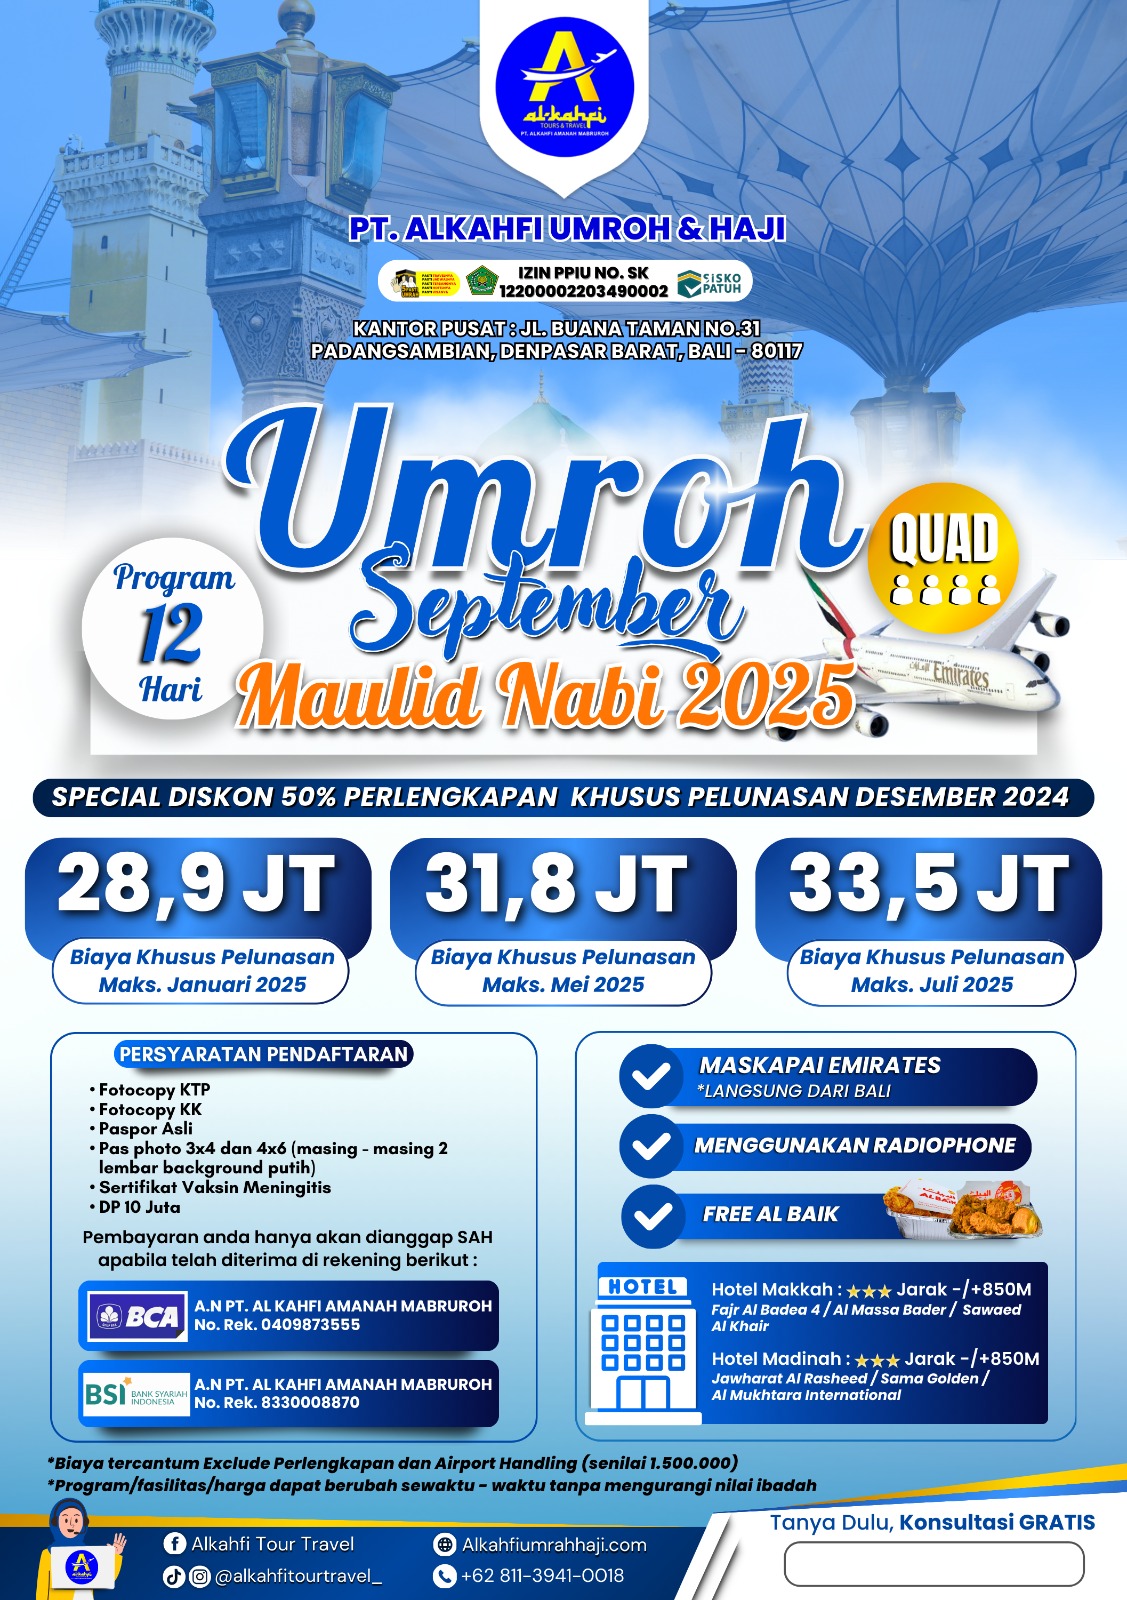 A
al-kahfi
TOURS & TRAVEL
PT. ALKAHFI AMANAH MABRUROH
PT. ALKAHFI UMROH & HAJI
IZIN PPIU NO. SK
12200002203490002
SISKO
PATUH
KANTOR PUSAT : JL. BUANA TAMAN NO.31
PADANGSAMBIAN, DENPASAR BARAT, BALI - 80117
Umroh
September
Maulid Nabi 2025
Program
12
Hari
QUAD
Emirates
SPECIAL DISKON 50% PERLENGKAPAN KHUSUS PELUNASAN DESEMBER 2024
28,9 JT
Biaya Khusus Pelunasan
Maks. Januari 2025
31,8 JT
Biaya Khusus Pelunasan
Maks. Mei 2025
33,5 JT
Biaya Khusus Pelunasan
Maks. Juli 2025
PERSYARATAN PENDAFTARAN
• Fotocopy KTP
• Fotocopy KK
• Paspor Asli
• Pas photo 3x4 dan 4x6 (masing - masing 2
lembar background putih)
• Sertifikat Vaksin Meningitis
• DP 10 Juta
Pembayaran anda hanya akan dianggap SAH
apabila telah diterima di rekening berikut :
BCA
A.N PT. AL KAHFI AMANAH MABRUROH
No. Rek. 0409873555
BSI BANK SYARIAH
INDONESIA
A.N PT. AL KAHFI AMANAH MABRUROH
No. Rek. 8330008870
MASKAPAI EMIRATES
*LANGSUNG DARI BALI
MENGGUNAKAN RADIOPHONE
FREE AL BAIK
HOTEL
Hotel Makkah : ★★★ Jarak -/+850M
Fajr Al Badea 4 / Al Massa Bader / Sawaed
Al Khair
Hotel Madinah : ★★★ Jarak -/+850M
Jawharat Al Rasheed / Sama Golden /
Al Mukhtara International
*Biaya tercantum Exclude Perlengkapan dan Airport Handling (senilai 1.500.000)
*Program/fasilitas/harga dapat berubah sewaktu - waktu tanpa mengurangi nilai ibadah
Alkahfi Tour Travel
@alkahfitourtravel_
Alkahfiumrahhaji.com
+62 811-3941-0018
Tanya Dulu, Konsultasi GRATIS